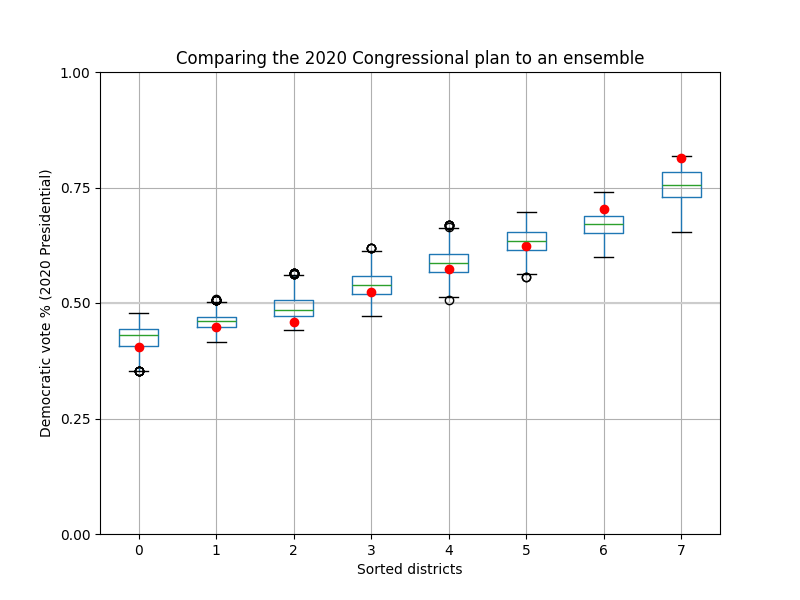 Comparing the 2020 Congressional plan to an ensemble
Democratic vote % (2020 Presidential)
1.00
0.75
0.50
0.25
0.00
0 1 2 3 4 5 6 7
Sorted districts